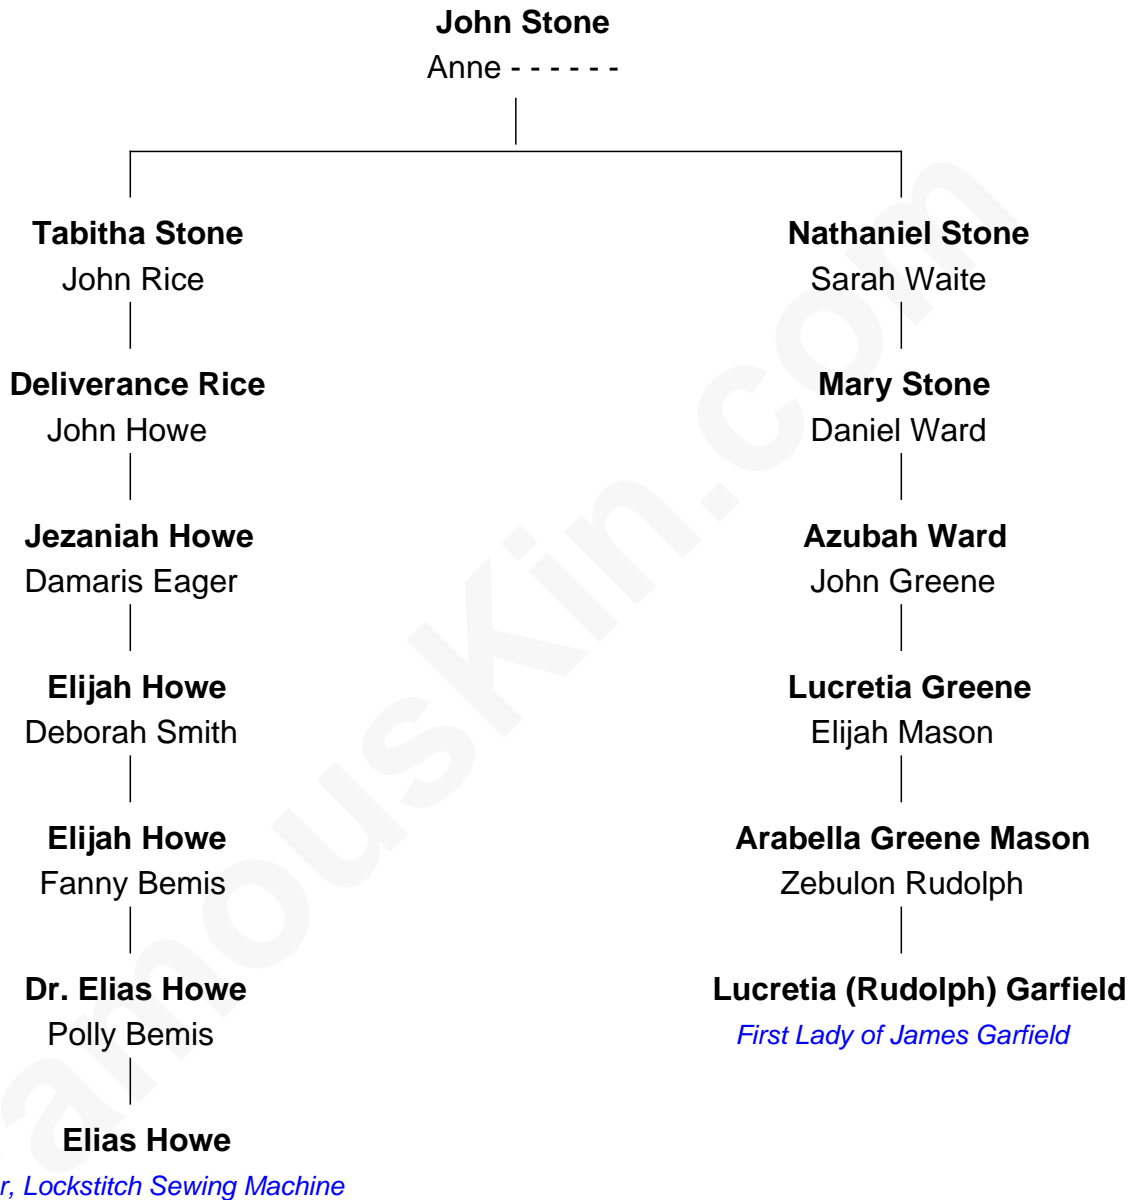 John Stone
Anne - - - - - -
Tabitha Stone
John Rice
Nathaniel Stone
Sarah Waite
Deliverance Rice
John Howe
Mary Stone
Daniel Ward
Jezaniah Howe
Damaris Eager
Azubah Ward
John Greene
Elijah Howe
Deborah Smith
Lucretia Greene
Elijah Mason
Elijah Howe
Fanny Bemis
Arabella Greene Mason
Zebulon Rudolph
Dr. Elias Howe
Polly Bemis
Lucretia (Rudolph) Garfield
First Lady of James Garfield
Elias Howe
r, Lockstitch Sewing Machine
amouskin.com